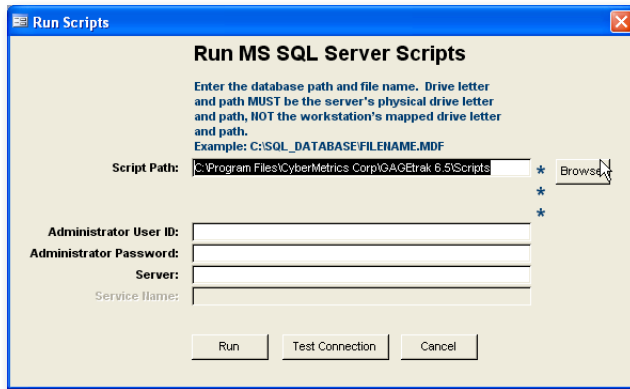 Run Scripts
Run MS SQL Server Scripts
Enter the database path and file name. Drive letter
and path MUST be the server's physical drive letter
and path, NOT the workstation's mapped drive letter
and path.
Example: C:\SQL_DATABASE\FILENAME.MDF
Script Path: C:\Program Files\CyberMetrics Corp\GAGEtrak 6.5\Scripts * Browse
*
*
Administrator User ID:
Administrator Password:
Server:
Service Name:
Run Test Connection Cancel